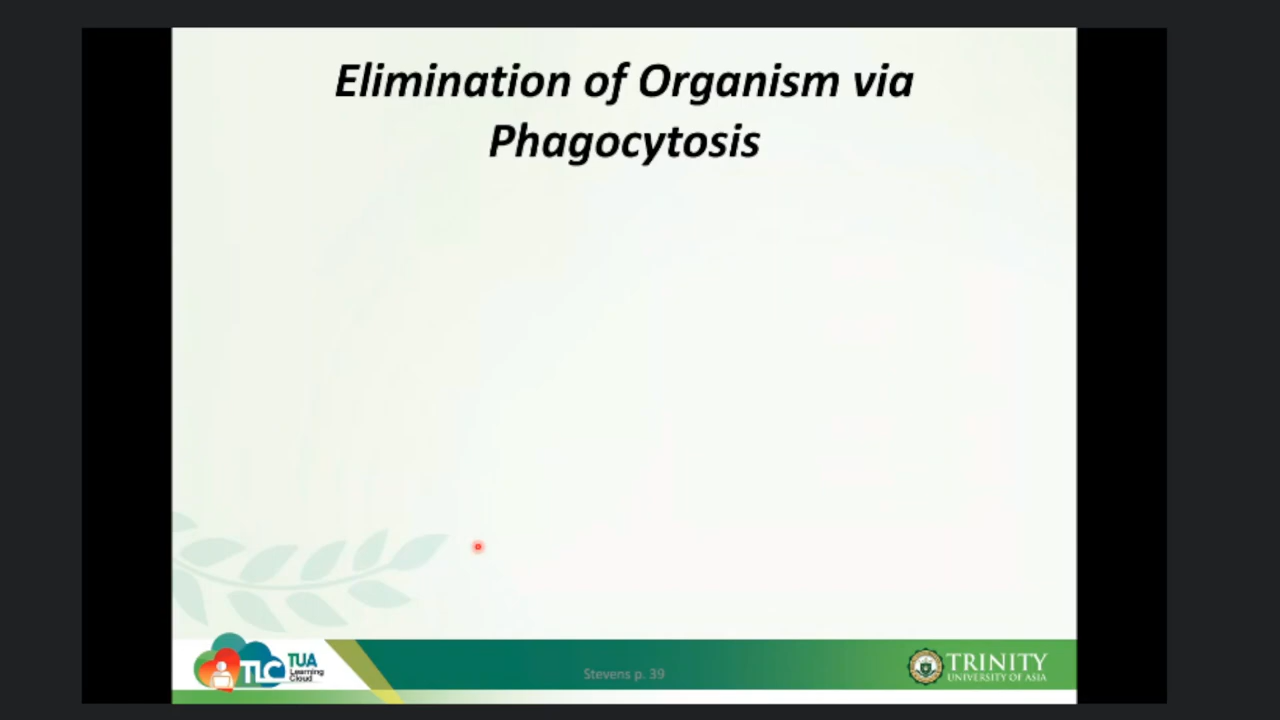 Elimination of Organism via
Phagocytosis
TLC
TUA
Learning
Cloud
Stevens p. 39
TRINITY
UNIVERSITY OF ASIA